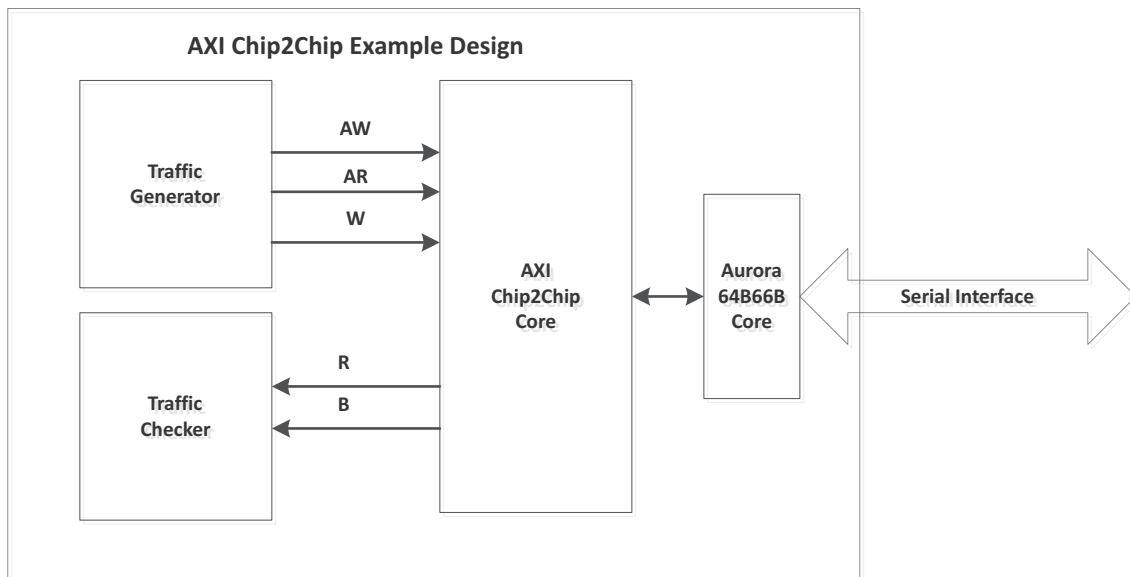 AXI Chip2Chip Example Design
Traffic
Generator
AW
AR
W
AXI
Chip2Chip
Core
Aurora
64B66B
Core
Serial Interface
Traffic
Checker
R
B